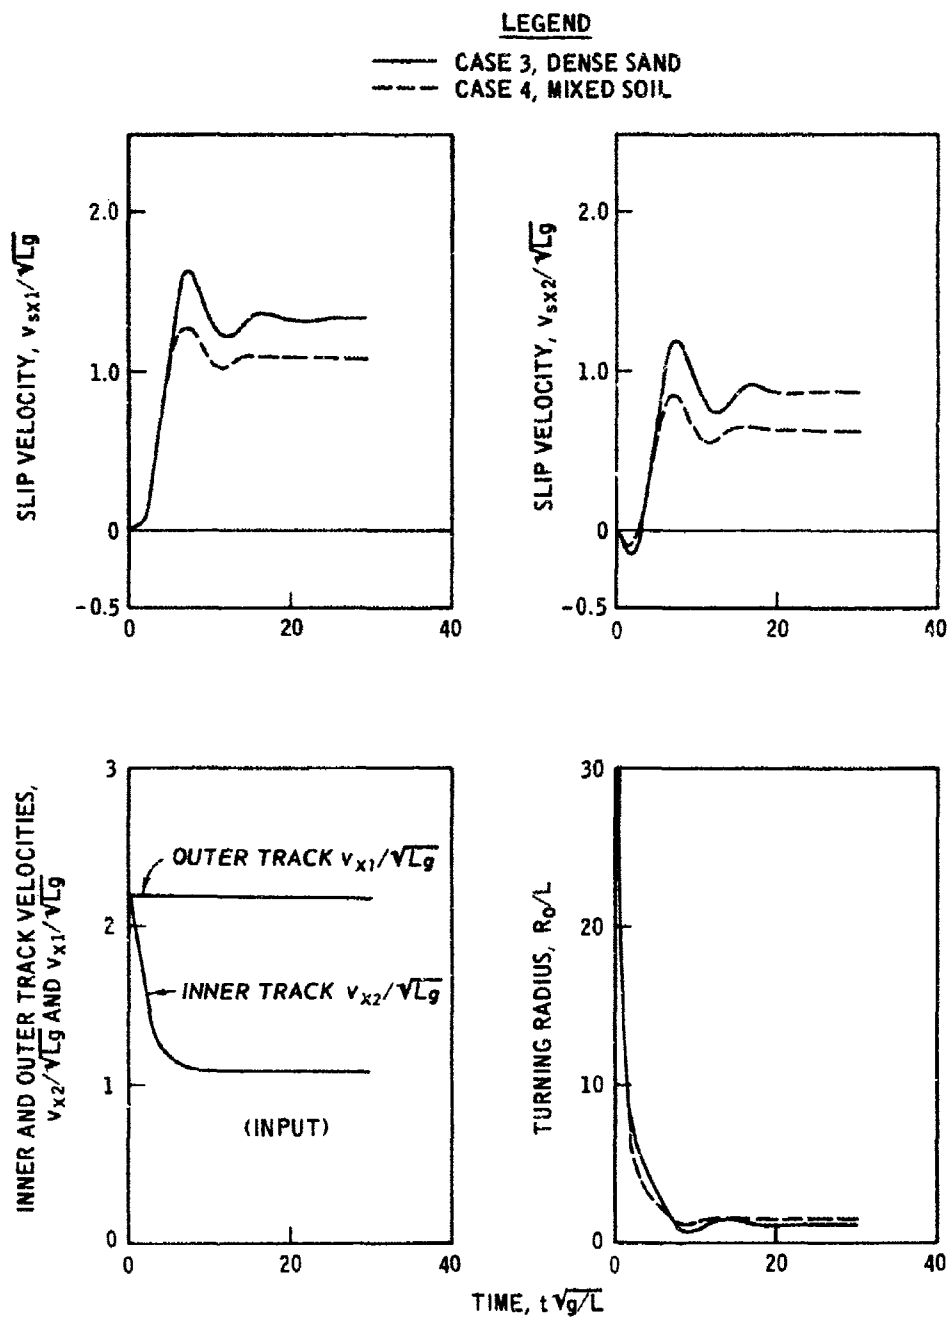 LEGEND
CASE 3, DENSE SAND
CASE 4, MIXED SOIL
SLIP VELOCITY, vsx1/√Lg
2.0
1.0
0
-0.5
0
20
40
SLIP VELOCITY, vsx2/√Lg
2.0
1.0
0
-0.5
0
20
40
INNER AND OUTER TRACK VELOCITIES,
vx2/√Lg AND vx1/√Lg
3
2
1
0
OUTER TRACK vx1/√Lg
INNER TRACK vx2/√Lg
(INPUT)
0
20
40
TURNING RADIUS, R0/L
30
20
10
0
0
20
40
TIME, t√g/L